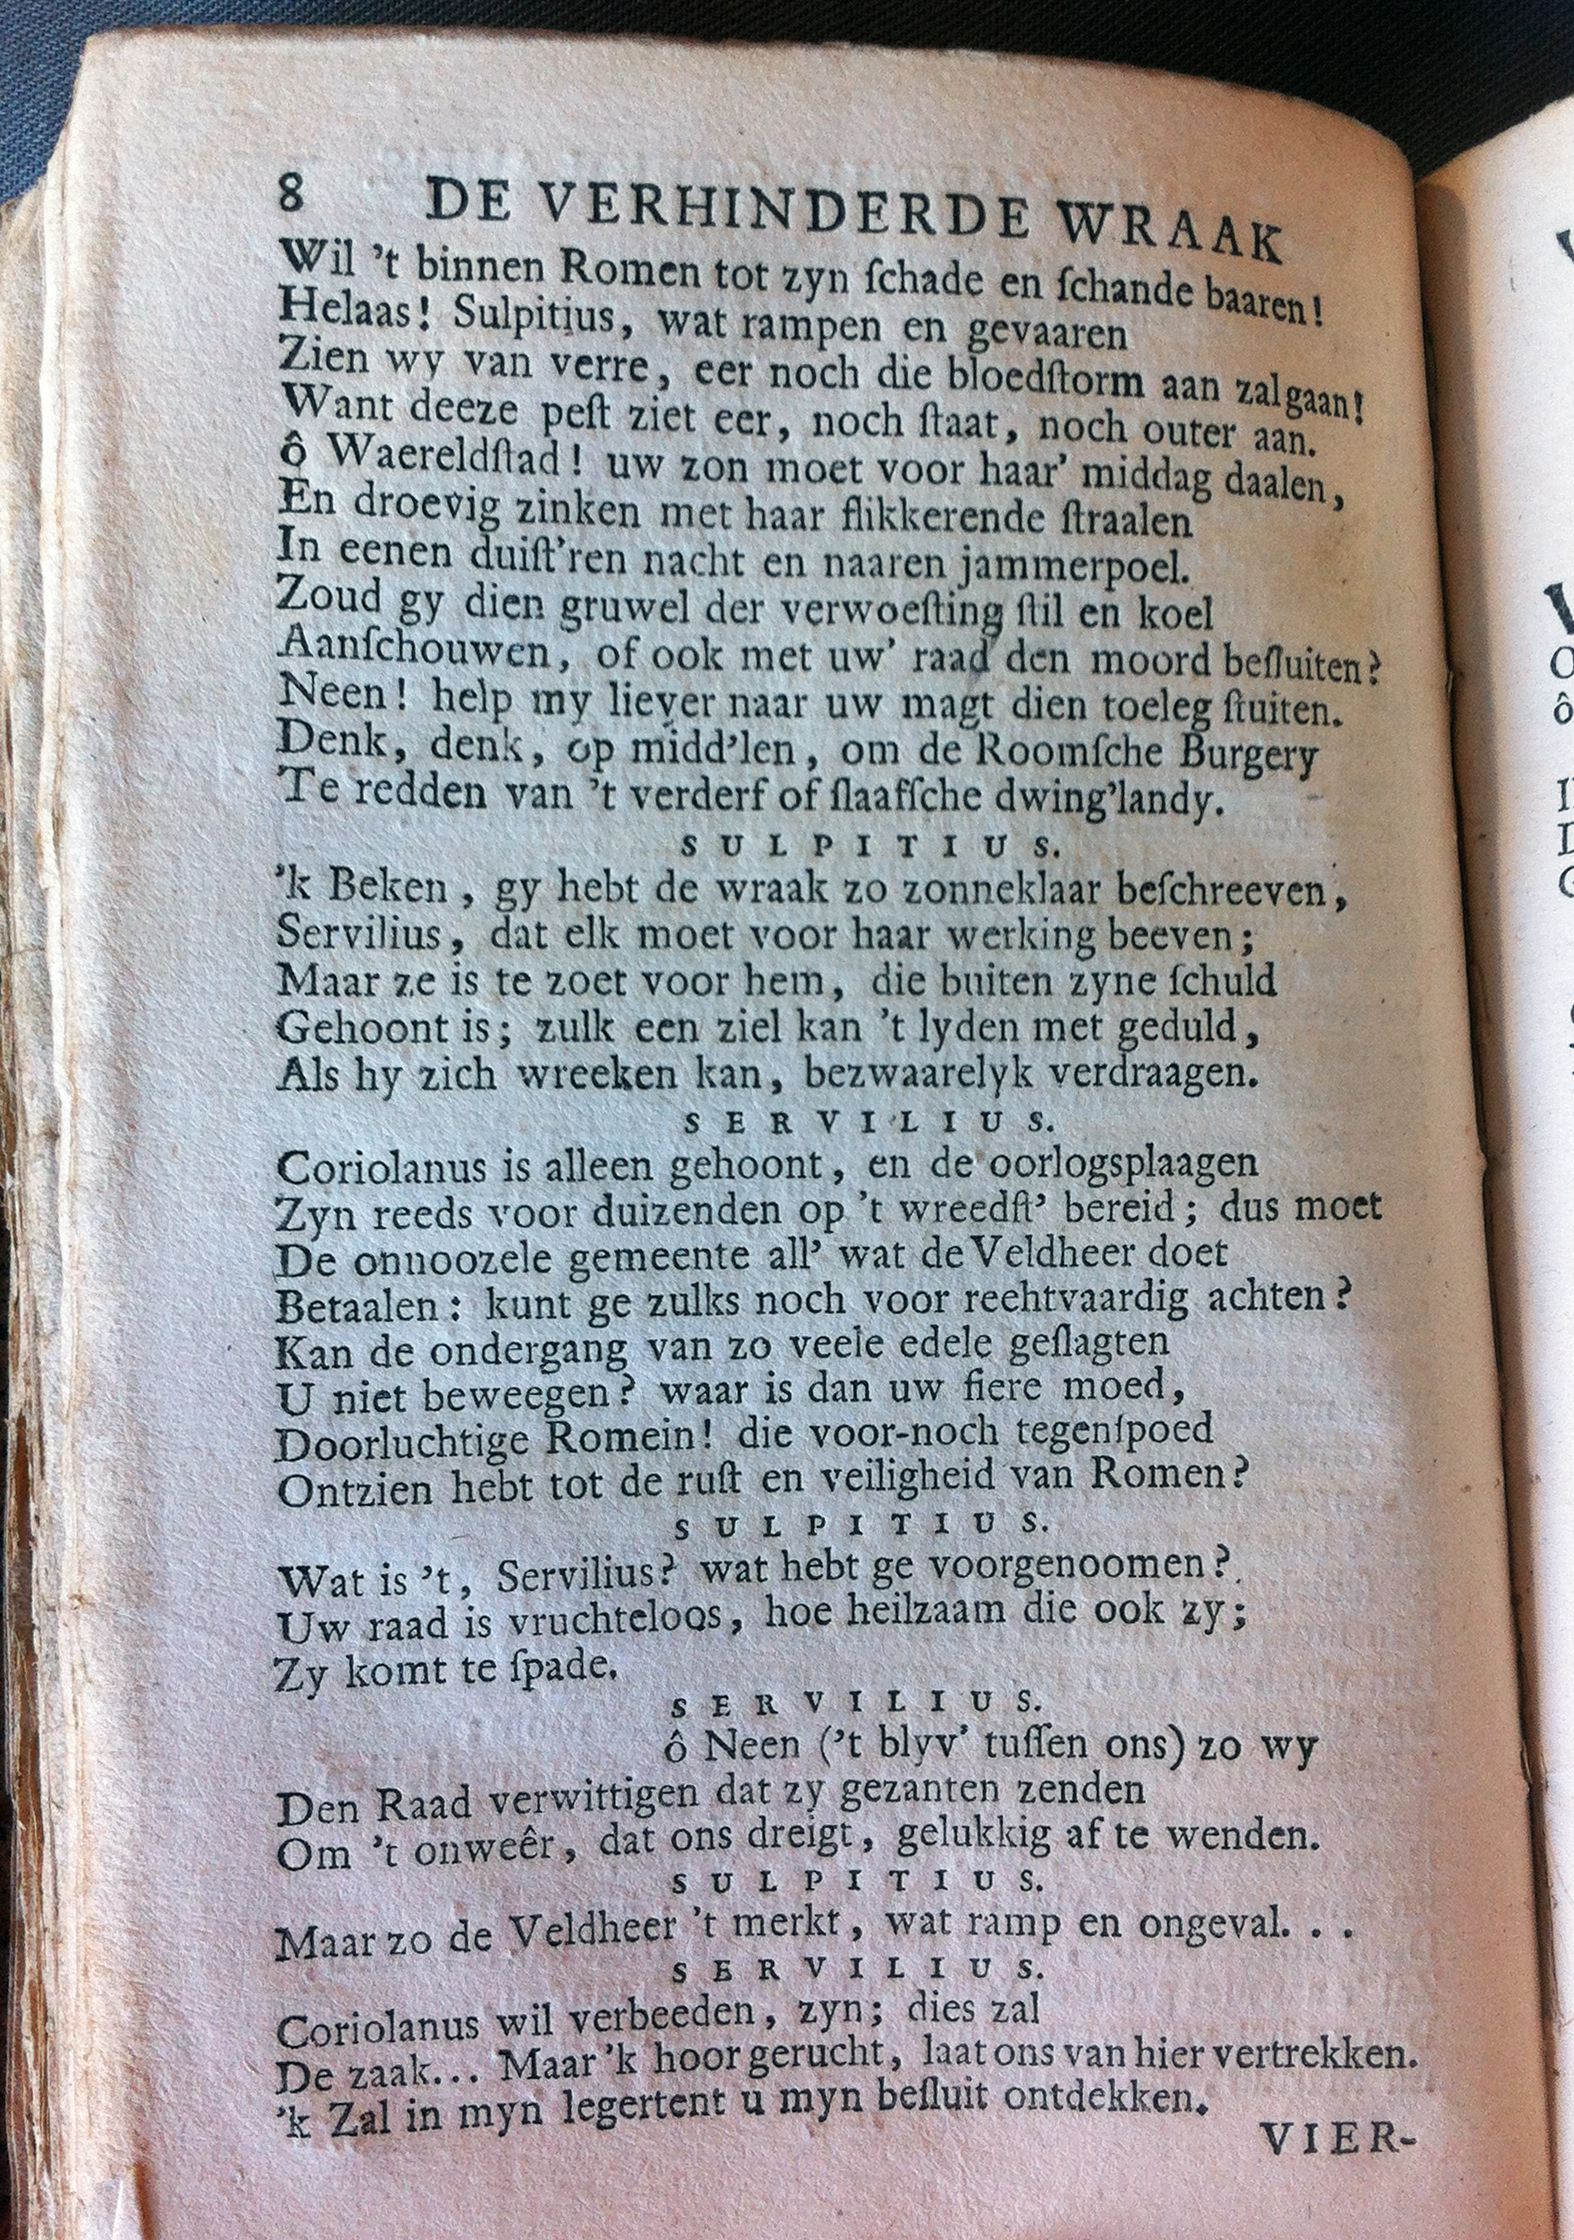 8 DE VERHINDERDE WRAAK
Wil 't binnen Romen tot zyn ſchade en ſchande baaren!
Helaas! Sulpitius, wat rampen en gevaaren
Zien wy van verre, eer noch die bloedſtorm aan zal gaan!
Want deeze peſt ziet eer, noch ſtaat, noch outer aan.
ô Waereldſtad! uw zon moet voor haar' middag daalen,
En droevig zinken met haar flikkerende ſtraalen
In eenen duiſt'ren nacht en naaren jammerpoel.
Zoud gy dien gruwel der verwoeſting ſtil en koel
Aanſchouwen, of ook met uw' raad den moord beſluiten?
Neen! help my liever naar uw magt dien toeleg ſtuiten.
Denk, denk, op midd'len, om de Roomſche Burgery
Te redden van 't verderf of ſlaafſche dwing'landy.
SULPITIUS.
'k Beken, gy hebt de wraak zo zonneklaar beſchreeven,
Servilius, dat elk moet voor haar werking beeven;
Maar ze is te zoet voor hem, die buiten zyne ſchuld
Gehoont is; zulk een ziel kan 't lyden met geduld,
Als hy zich wreeken kan, bezwaarelyk verdraagen.
SERVILIUS.
Coriolanus is alleen gehoont, en de oorlogsplaagen
Zyn reeds voor duizenden op 't wreedſt' bereid; dus moet
De onnoozele gemeente all' wat de Veldheer doet
Betaalen: kunt ge zulks noch voor reehtvaardig achten?
Kan de ondergang van zo veele edele geſlagten
U niet beweegen? waar is dan uw fiere moed,
Doorluchtige Romein! die voor-noch tegenſpoed
Ontzien hebt tot de ruſt en veiligheid van Romen?
SULPITIUS.
Wat is 't, Servilius? wat hebt ge voorgenoomen?
Uw raad is vruchteloos, hoe heilzaam die ook zy;
Zy komt te ſpade.
SERVILIUS.
ô Neen ('t blyv' tuſſen ons) zo wy
Den Raad verwittigen dat zy gezanten zenden
Om 't onweêr, dat ons dreigt, gelukkig af te wenden.
SULPITIUS.
Maar zo de Veldheer 't merkt, wat ramp en ongeval. . .
SERVILIUS.
Coriolanus wil verbeeden, zyn; dies zal
De zaak... Maar 'k hoor gerucht, laat ons van hier vertrekken.
'k Zal in myn legertent u myn beſluit ontdekken.
VIER-